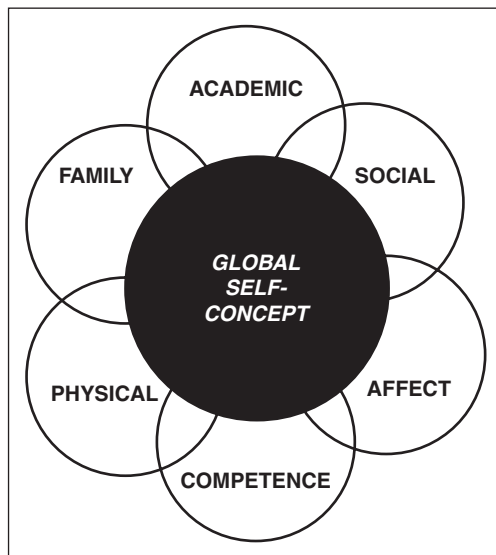 ACADEMIC
FAMILY
SOCIAL
GLOBAL
SELF-
CONCEPT
PHYSICAL
AFFECT
COMPETENCE